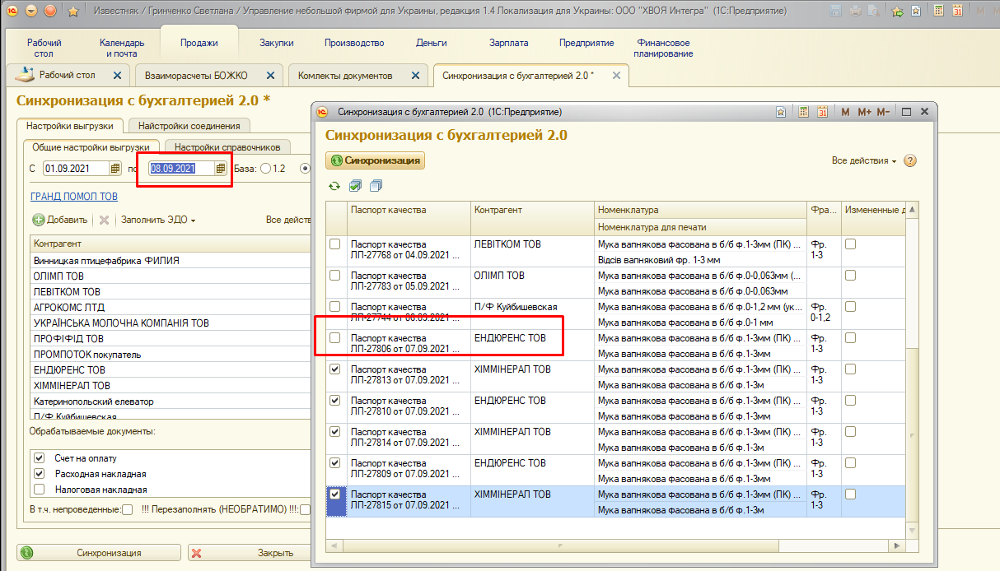 Известняк / Гринченко Светлана / Управление небольшой фирмой для Украины, редакция 1.4 Локализация для Украины: ООО "ХВОЯ Интегра" (1С:Предприятие)
Рабочий стол
Календарь и почта
Продажи
Закупки
Производство
Деньги
Зарплата
Предприятие
Финансовое планирование
Рабочий стол
Взаиморасчеты БОЖКО
Комлекты документов
Синхронизация с бухгалтерией 2.0 *
Синхронизация с бухгалтерией 2.0 *
Настройки выгрузки
Найстройки соединения
Общие настройки выгрузки
Настройки справочников
С 01.09.2021 по 08.09.2021 База: 1.2
ГРАНД ПОМОЛ ТОВ
Добавить
Заполнить ЭДО
Все дейсте
Контрагент
Винницкая птицефабрика ФИЛИЯ
ОЛІМП ТОВ
ЛЕВІТКОМ ТОВ
АГРОКОМС ЛТД
УКРАЇНСЬКА МОЛОЧНА КОМПАНІЯ ТОВ
ПРОФІФІД ТОВ
ПРОМПОТОК покупатель
ЕНДЮРЕНС ТОВ
ХІММІНЕРАЛ ТОВ
Катеринопольский елеватор
П/Ф Куйбишевская
Обрабатываемые документы:
Счет на оплату
Расходная накладная
Налоговая накладная
В т.ч. непроведенные: !!! Перезаполнять (НЕОБРАТИМО) !!!:
Синхронизация
Закрыть
Синхронизация с бухгалтерией 2.0 (1С:Предприятие)
M M+ M-
Синхронизация с бухгалтерией 2.0
Синхронизация
Все действия
Паспорт качества
Контрагент
Номенклатура
Номенклатура для печати
Фра...
Измененные д
Паспорт качества ЛЕВІТКОМ ТОВ Мука вапнякова фасована в б/б ф.1-3мм (ПК) ... Фр.
ЛП-27768 от 04.09.2021 ... Відсів вапняковий фр. 1-3 мм 1-3
Паспорт качества ОЛІМП ТОВ Мука вапнякова фасована в б/б ф.0-0,063мм (...
ЛП-27783 от 05.09.2021 ... Мука вапнякова фасована в б/б ф.0-0,063мм
Паспорт качества П/Ф Куйбишевская Мука вапнякова фасована в б/б ф.0-1,2 мм (ук... Фр.
ЛП-27744 от 06.09.2021 ... Мука вапнякова фасована в б/б ф.0-1 мм 0-1,2
Паспорт качества ЕНДЮРЕНС ТОВ Мука вапнякова фасована в б/б ф.1-3мм (ПК) ... Фр.
ЛП-27806 от 07.09.2021 ... Мука вапнякова фасована в б/б ф.1-3мм 1-3
Паспорт качества ХІММІНЕРАЛ ТОВ Мука вапнякова фасована в б/б ф.1-3мм (ПК) ... Фр.
ЛП-27813 от 07.09.2021 ... Мука вапнякова фасована в б/б ф.1-3м 1-3
Паспорт качества ЕНДЮРЕНС ТОВ Мука вапнякова фасована в б/б ф.1-3мм (ПК) ... Фр.
ЛП-27810 от 07.09.2021 ... Мука вапнякова фасована в б/б ф.1-3мм 1-3
Паспорт качества ХІММІНЕРАЛ ТОВ Мука вапнякова фасована в б/б ф.1-3мм (ПК) ... Фр.
ЛП-27814 от 07.09.2021 ... Мука вапнякова фасована в б/б ф.1-3м 1-3
Паспорт качества ЕНДЮРЕНС ТОВ Мука вапнякова фасована в б/б ф.1-3мм (ПК) ... Фр.
ЛП-27809 от 07.09.2021 ... Мука вапнякова фасована в б/б ф.1-3мм 1-3
Паспорт качества ХІММІНЕРАЛ ТОВ Мука вапнякова фасована в б/б ф.1-3мм (ПК) ... Фр.
ЛП-27815 от 07.09.2021 ... Мука вапнякова фасована в б/б ф.1-3м 1-3